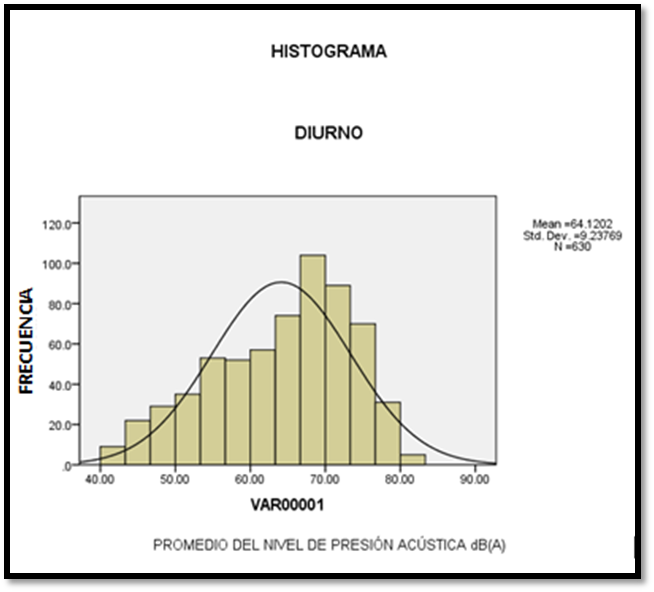 HISTOGRAMA
DIURNO
Mean =64.1202
Std. Dev. =9.23769
N =630
120.0
100.0
80.0
60.0
40.0
20.0
.0
FRECUENCIA
40.00 50.00 60.00 70.00 80.00 90.00
VAR00001
PROMEDIO DEL NIVEL DE PRESIÓN ACÚSTICA dB(A)